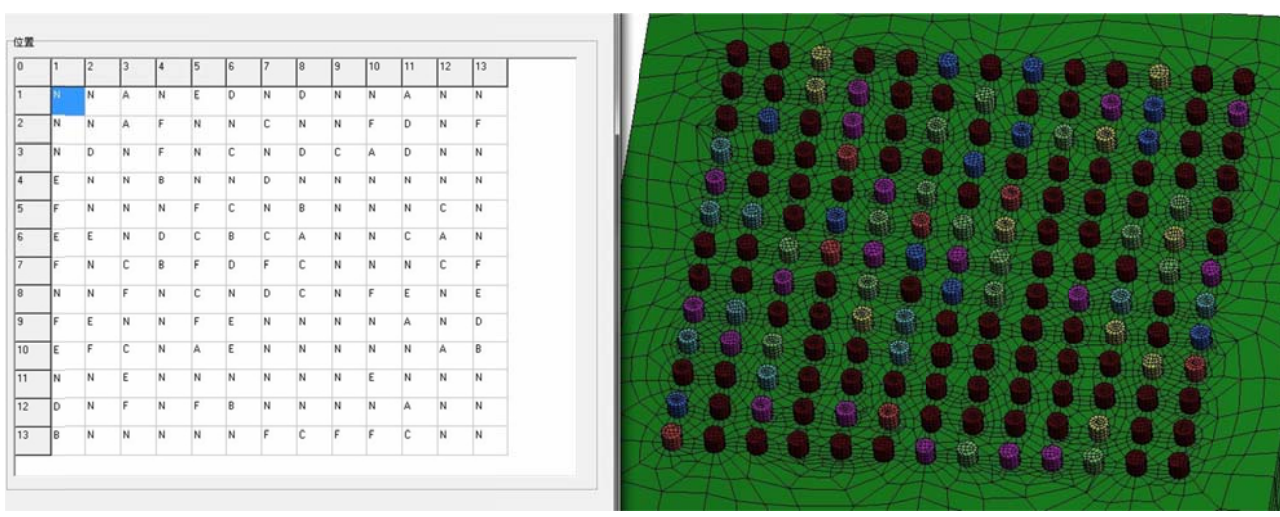 位置
0 1 2 3 4 5 6 7 8 9 10 11 12 13
1 N N A N E D N D N N A N N
2 N N A F N N C N N F D N F
3 N D N F N C N D C A D N N
4 E N N B N N D N N N N N N
5 F N N N F C N B N N N C N
6 E E N D C B C A N N C A N
7 F N C B F D F C N N N C F
8 N N F N C N D C N F E N E
9 F E N N F E N N N N A N D
10 E F C N A E N N N N N A B
11 N N E N N N N N N E N N N
12 D N F N F B N N N N A N N
13 B N N N N N F C F F C N N